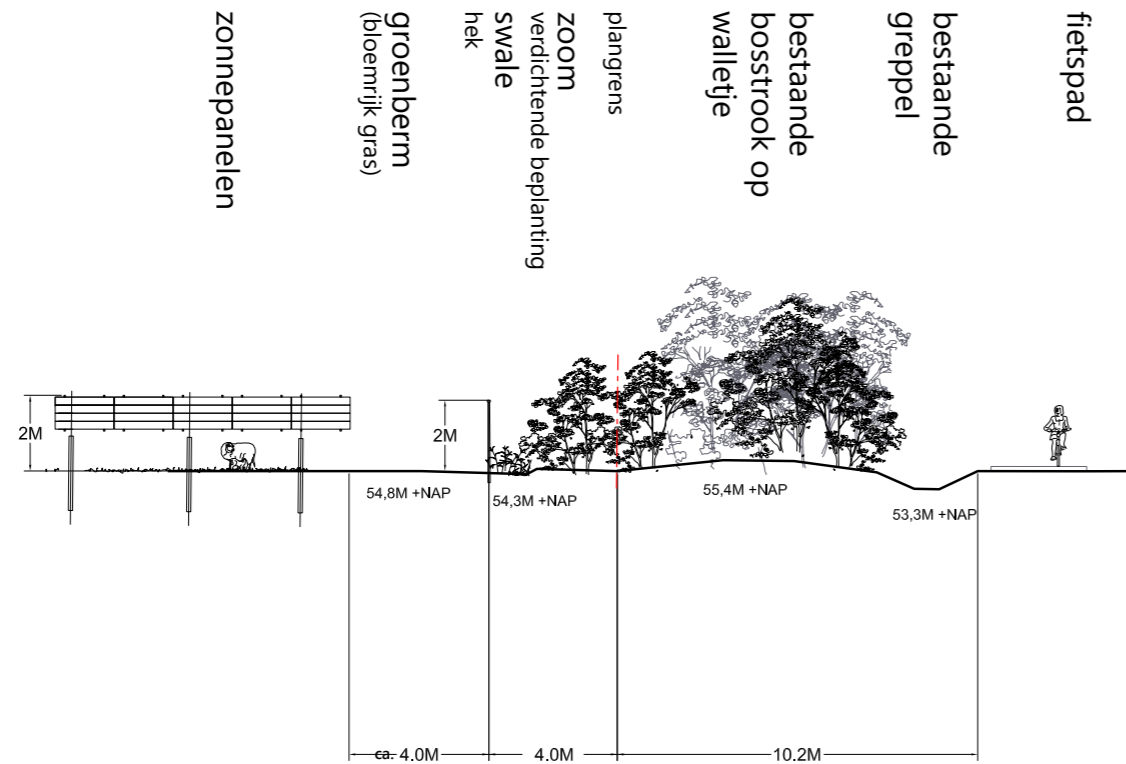 zonnepanelen
groenberm
(bloemrijk gras)
hek
swale
zoom
verdichtende beplanting
plangrens
bestaande
bosstrook op
walletje
bestaande
greppel
fietspad
2M
2M
54,8M +NAP
54,3M +NAP
55,4M +NAP
53,3M +NAP
ca. 4.0M
4.0M
10.2M